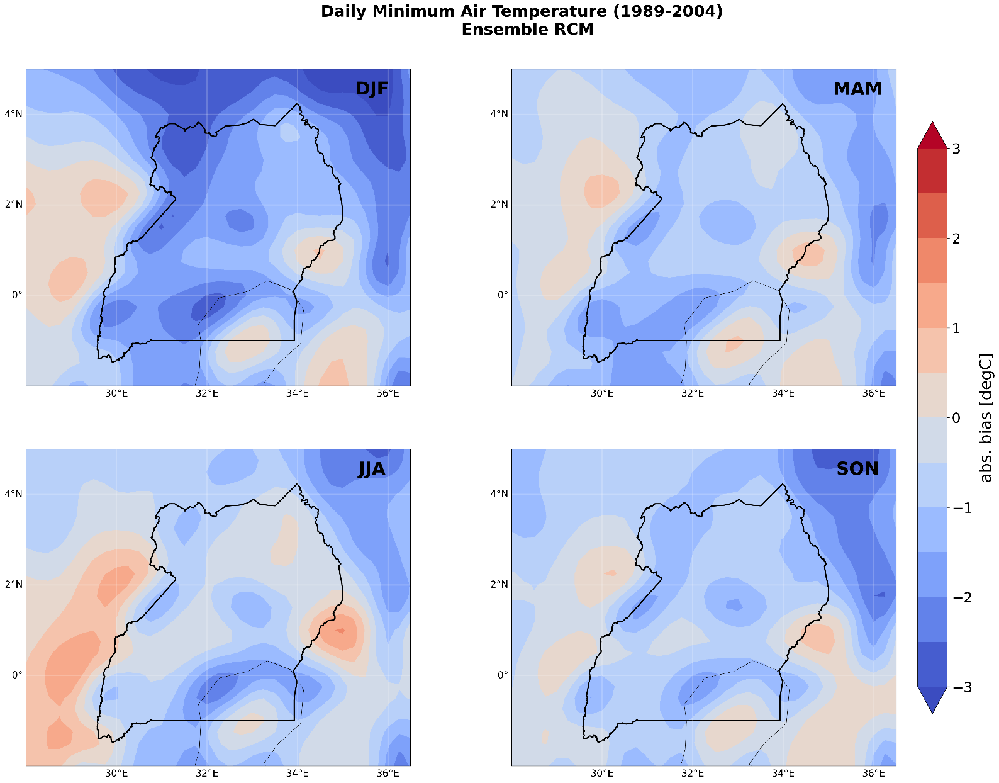 Daily Minimum Air Temperature (1989-2004)
Ensemble RCM
DJF
MAM
4°N
2°N
0°
30°E
32°E
34°E
36°E
4°N
2°N
0°
30°E
32°E
34°E
36°E
JJA
SON
4°N
2°N
0°
30°E
32°E
34°E
36°E
4°N
2°N
0°
30°E
32°E
34°E
36°E
3
2
1
0
−1
−2
−3
abs. bias [degC]